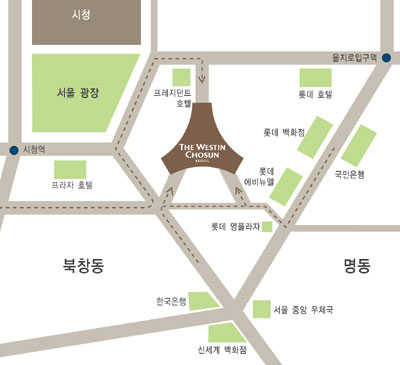 시청
을지로입구역
서울 광장
프레지던트
호텔
롯데 호텔
롯데 백화점
THE WESTIN
CHOSUN
SEOUL
시청역
국민은행
롯데
에비뉴엘
프라자 호텔
롯데 영플라자
북창동
명동
한국은행
서울 중앙 우체국
신세계 백화점